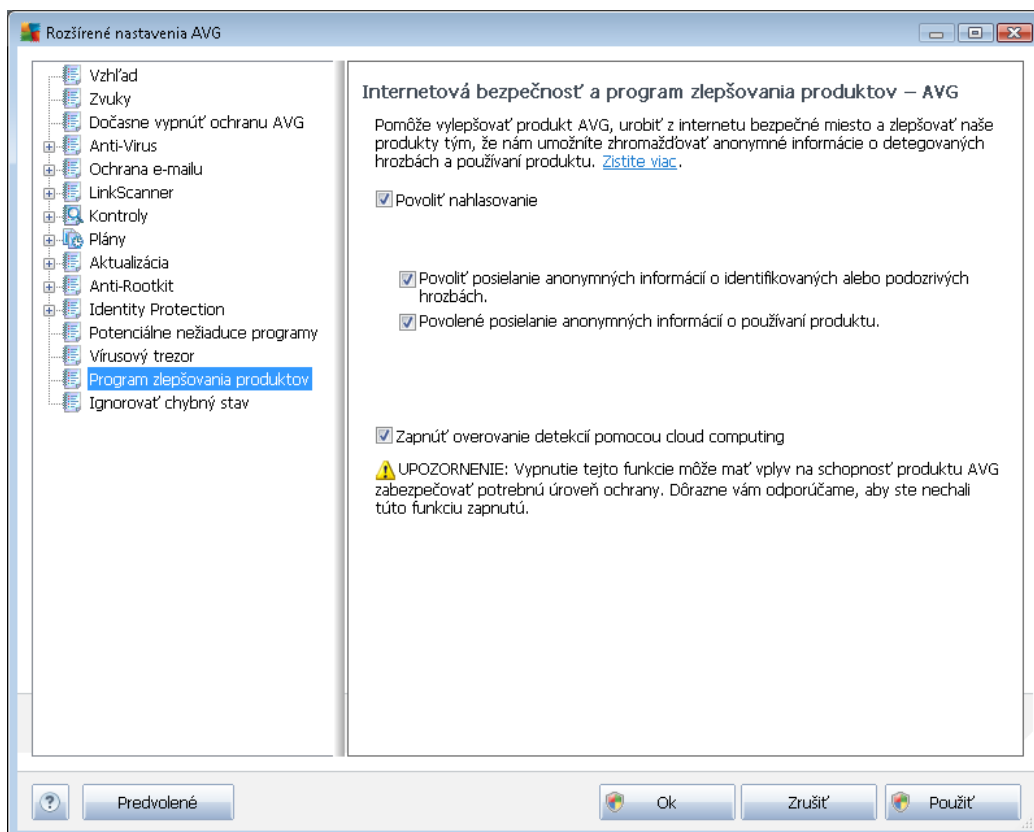 Rozšírené nastavenia AVG
Vzhľad
Zvuky
Dočasne vypnúť ochranu AVG
Anti-Virus
Ochrana e-mailu
LinkScanner
Kontroly
Plány
Aktualizácia
Anti-Rootkit
Identity Protection
Potenciálne nežiaduce programy
Vírusový trezor
Program zlepšovania produktov
Ignorovať chybný stav
Internetová bezpečnosť a program zlepšovania produktov – AVG
Pomôže vylepšovať produkt AVG, urobiť z internetu bezpečné miesto a zlepšovať naše
produkty tým, že nám umožníte zhromažďovať anonymné informácie o detegovaných
hrozbách a používaní produktu. Zistite viac.
Povoliť nahlasovanie
Povoliť posielanie anonymných informácií o identifikovaných alebo podozrivých
hrozbách.
Povolené posielanie anonymných informácií o používaní produktu.
Zapnúť overovanie detekcií pomocou cloud computing
UPOZORNENIE: Vypnutie tejto funkcie môže mať vplyv na schopnosť produktu AVG
zabezpečovať potrebnú úroveň ochrany. Dôrazne vám odporúčame, aby ste nechali
túto funkciu zapnutú.
? Predvolené Ok Zrušiť Použiť